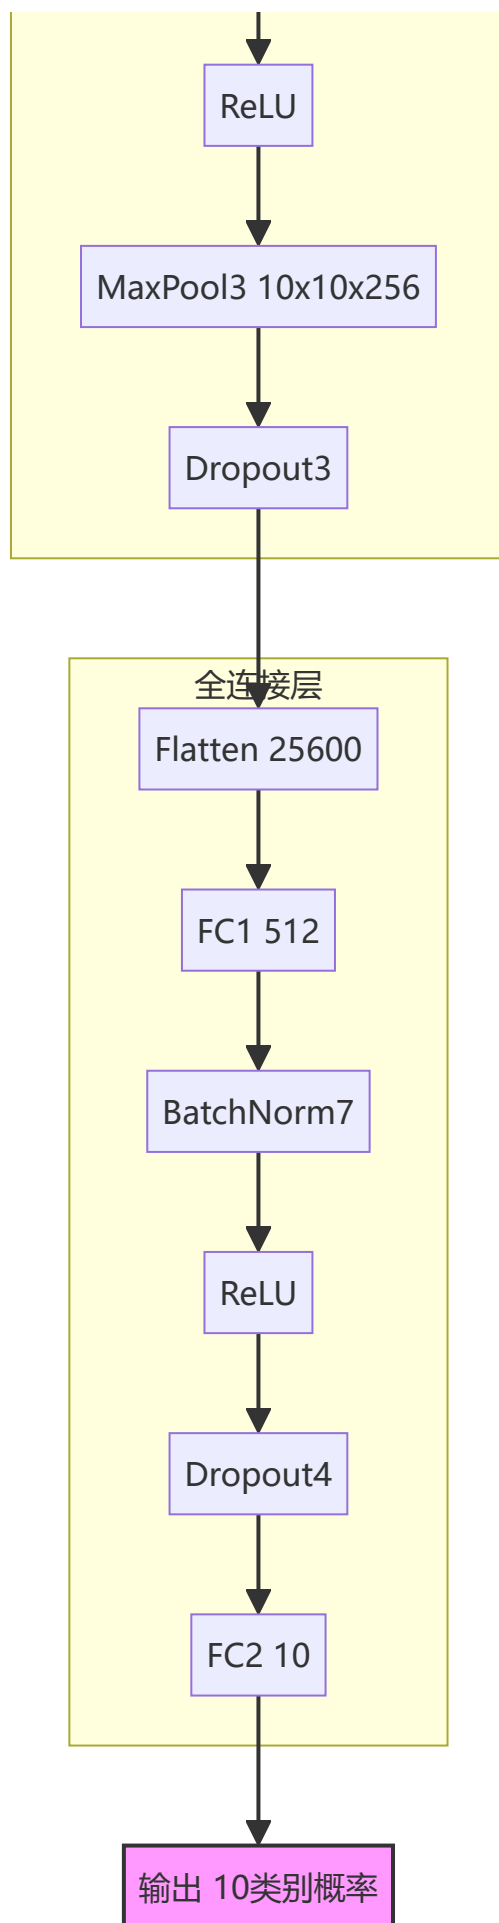 ReLU
MaxPool3 10x10x256
Dropout3
全连接层
Flatten 25600
FC1 512
BatchNorm7
ReLU
Dropout4
FC2 10
输出 10类别概率